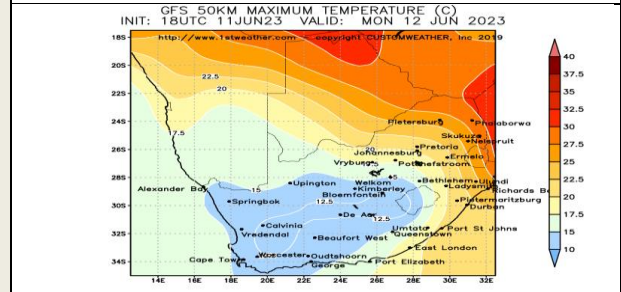 GFS 50KM MAXIMUM TEMPERATURE (C)
INIT: 18UTC 11JUN23 VALID: MON 12 JUN 2023
http://www.1stweather.com - copyright CUSTOMWEATHER, Inc 2019
18S
20S
22S
24S
26S
28S
30S
32S
34S
22.5
20
17.5
Pietersburg
Phalaborwa
Skukuza
Nelspruit
Pretoria
20
Johannesburg
Ermelo
Vryburg
Potchefstroom
Alexander Bay
15
Upington
Welkom
Kimberley
Bethlehem
Ulundi
Ladysmith
Richards B
Springbok
12.5
Bloemfontein
Pietermaritzburg
Durban
De Aar
12.5
Calvinia
Vredendal
Umtata
Port St Johns
Queenstown
Beaufort West
East London
Cape Town
Worcester
Oudtshoorn
George
Port Elizabeth
14E 16E 18E 20E 22E 24E 26E 28E 30E 32E
40
37.5
35
32.5
30
27.5
25
22.5
20
17.5
15
10